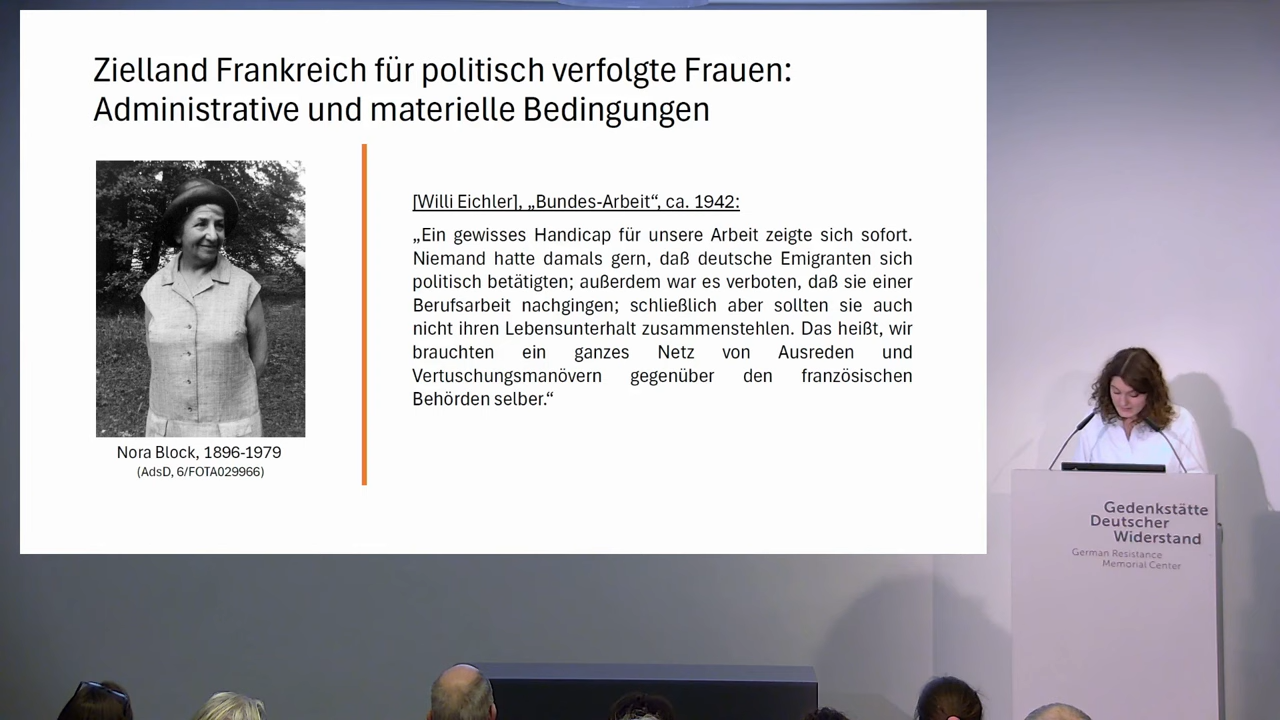 Zielland Frankreich für politisch verfolgte Frauen:
Administrative und materielle Bedingungen
Nora Block, 1896-1979
(AdsD, 6/FOTA029966)
[Willi Eichler], „Bundes-Arbeit“, ca. 1942:
„Ein gewisses Handicap für unsere Arbeit zeigte sich sofort.
Niemand hatte damals gern, daß deutsche Emigranten sich
politisch betätigten; außerdem war es verboten, daß sie einer
Berufsarbeit nachgingen; schließlich aber sollten sie auch
nicht ihren Lebensunterhalt zusammenstehlen. Das heißt, wir
brauchten ein ganzes Netz von Ausreden und
Vertuschungsmanövern gegenüber den französischen
Behörden selber.“
Gedenkstätte
Deutscher
Widerstand
German Resistance
Memorial Center